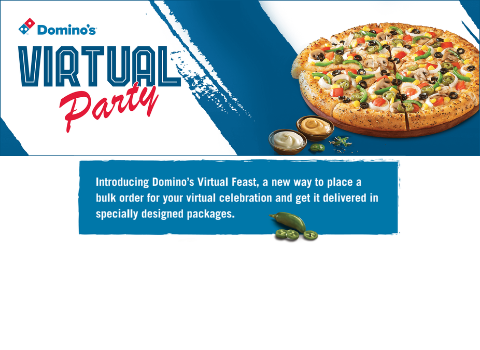 Domino's
VIRTUAL
Party
Introducing Domino's Virtual Feast, a new way to place a
bulk order for your virtual celebration and get it delivered in
specially designed packages.